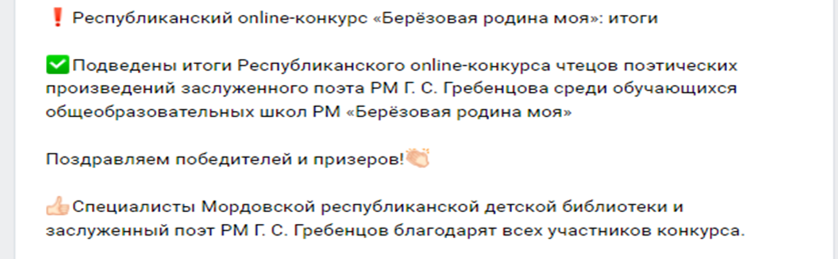 ❗ Республиканский online-конкурс «Берёзовая родина моя»: итоги
✅ Подведены итоги Республиканского online-конкурса чтецов поэтических
произведений заслуженного поэта РМ Г. С. Гребенцова среди обучающихся
общеобразовательных школ РМ «Берёзовая родина моя»
Поздравляем победителей и призеров!👏🏻
👍🏻Специалисты Мордовской республиканской детской библиотеки и
заслуженный поэт РМ Г. С. Гребенцов благодарят всех участников конкурса.